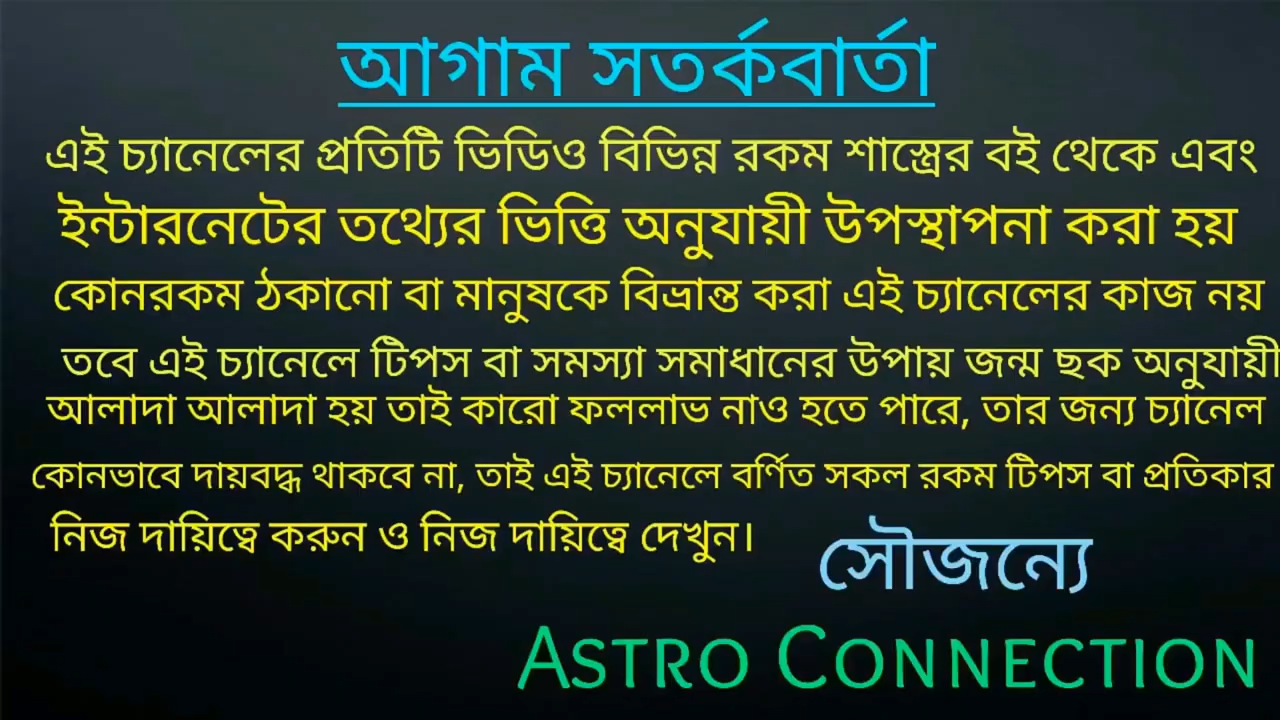 আগাম সতর্কবার্তা
এই চ্যানেলের প্রতিটি ভিডিও বিভিন্ন রকম শাস্ত্রের বই থেকে এবং
ইন্টারনেটের তথ্যের ভিত্তি অনুযায়ী উপস্থাপনা করা হয়
কোনরকম ঠকানো বা মানুষকে বিভ্রান্ত করা এই চ্যানেলের কাজ নয়
তবে এই চ্যানেলে টিপস বা সমস্যা সমাধানের উপায় জন্ম ছক অনুযায়ী
আলাদা আলাদা হয় তাই কারো ফললাভ নাও হতে পারে, তার জন্য চ্যানেল
কোনভাবে দায়বদ্ধ থাকবে না, তাই এই চ্যানেলে বর্ণিত সকল রকম টিপস বা প্রতিকার
নিজ দায়িত্বে করুন ও নিজ দায়িত্বে দেখুন।
সৌজন্যে
ASTRO CONNECTION